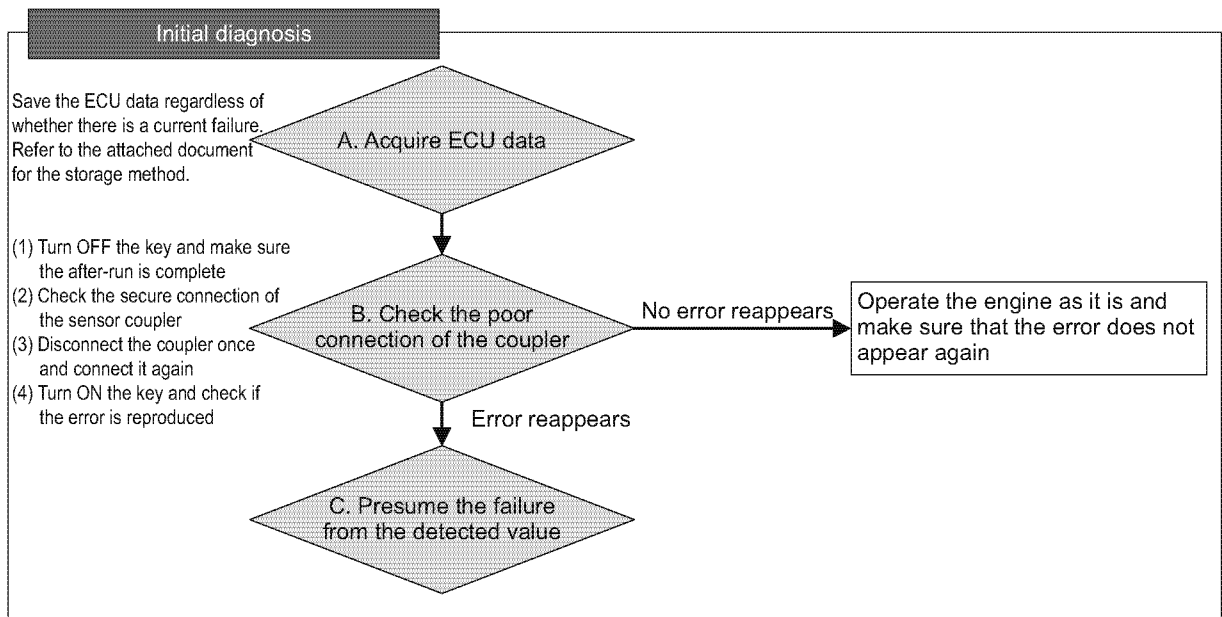 Initial diagnosis
Save the ECU data regardless of
whether there is a current failure.
Refer to the attached document
for the storage method.
A. Acquire ECU data
(1) Turn OFF the key and make sure
the after-run is complete
(2) Check the secure connection of
the sensor coupler
(3) Disconnect the coupler once
and connect it again
(4) Turn ON the key and check if
the error is reproduced
B. Check the poor
connection of the coupler
No error reappears
Operate the engine as it is and
make sure that the error does not
appear again
Error reappears
C. Presume the failure
from the detected value